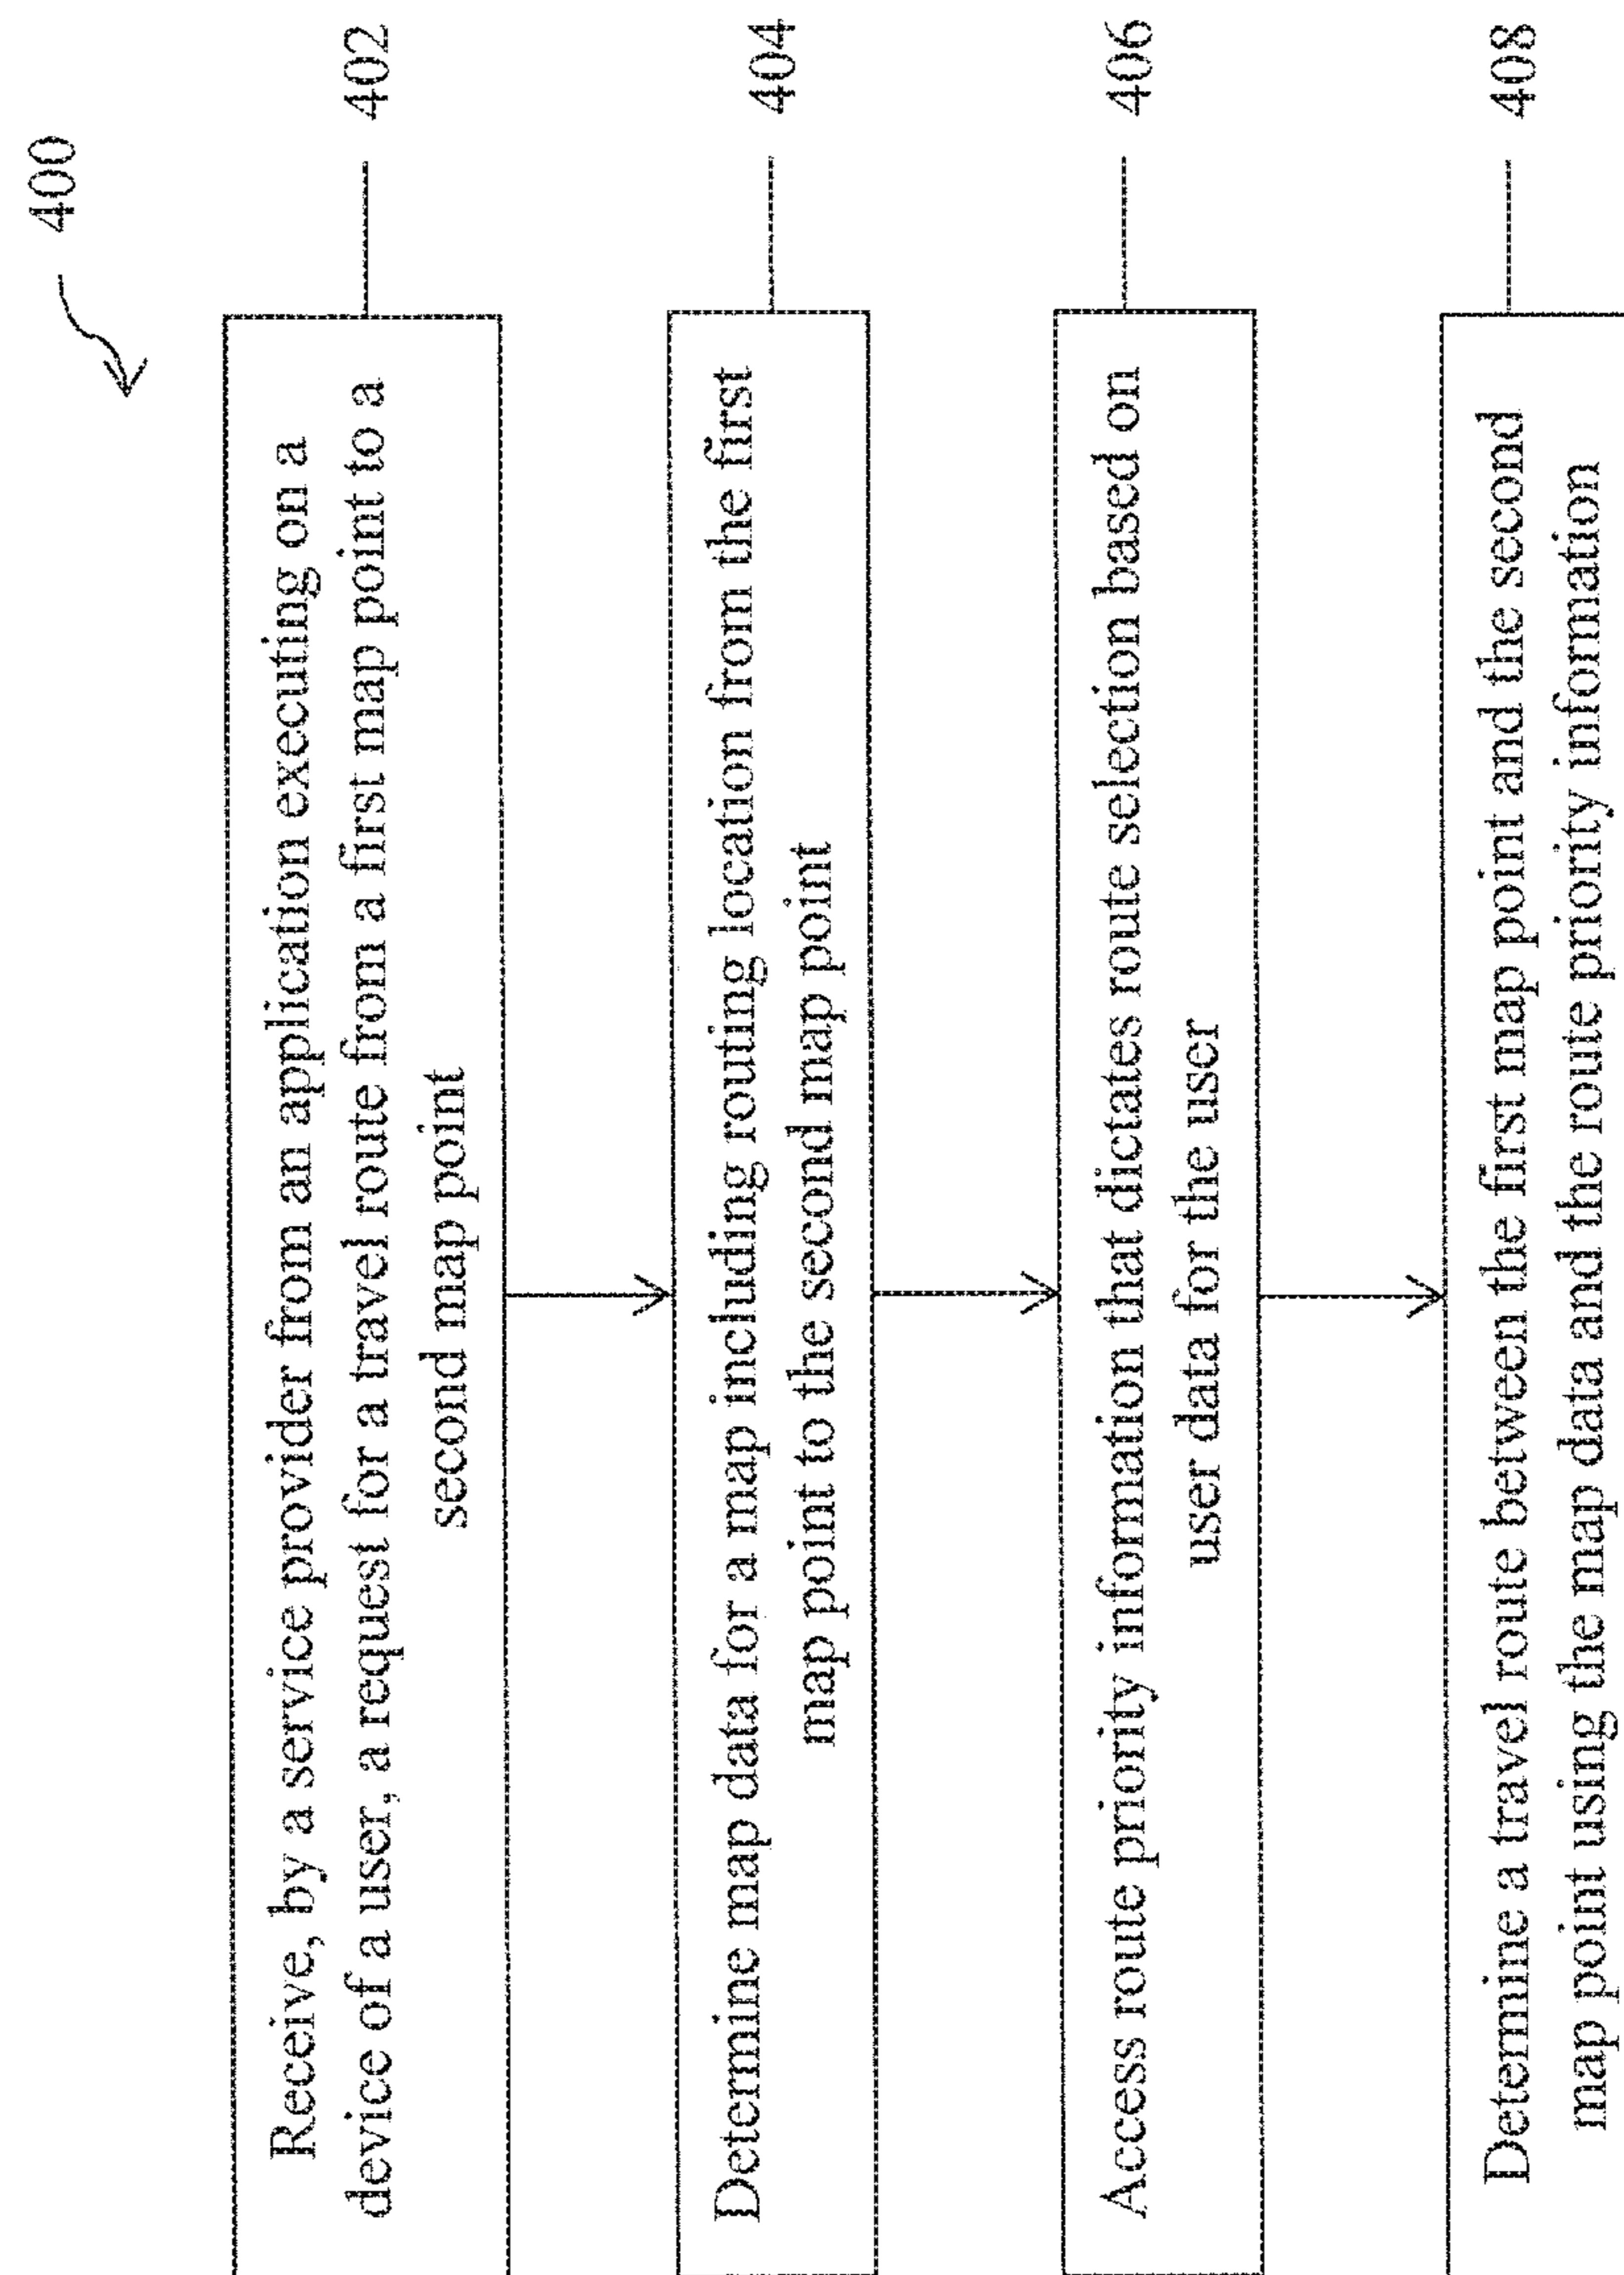 400
Receive, by a service provider from an application executing on a
device of a user, a request for a travel route from a first map point to a
second map point
402
Determine map data for a map including routing location from the first
map point to the second map point
404
Access route priority information that dictates route selection based on
user data for the user
406
Determine a travel route between the first map point and the second
map point using the map data and the route priority information
408